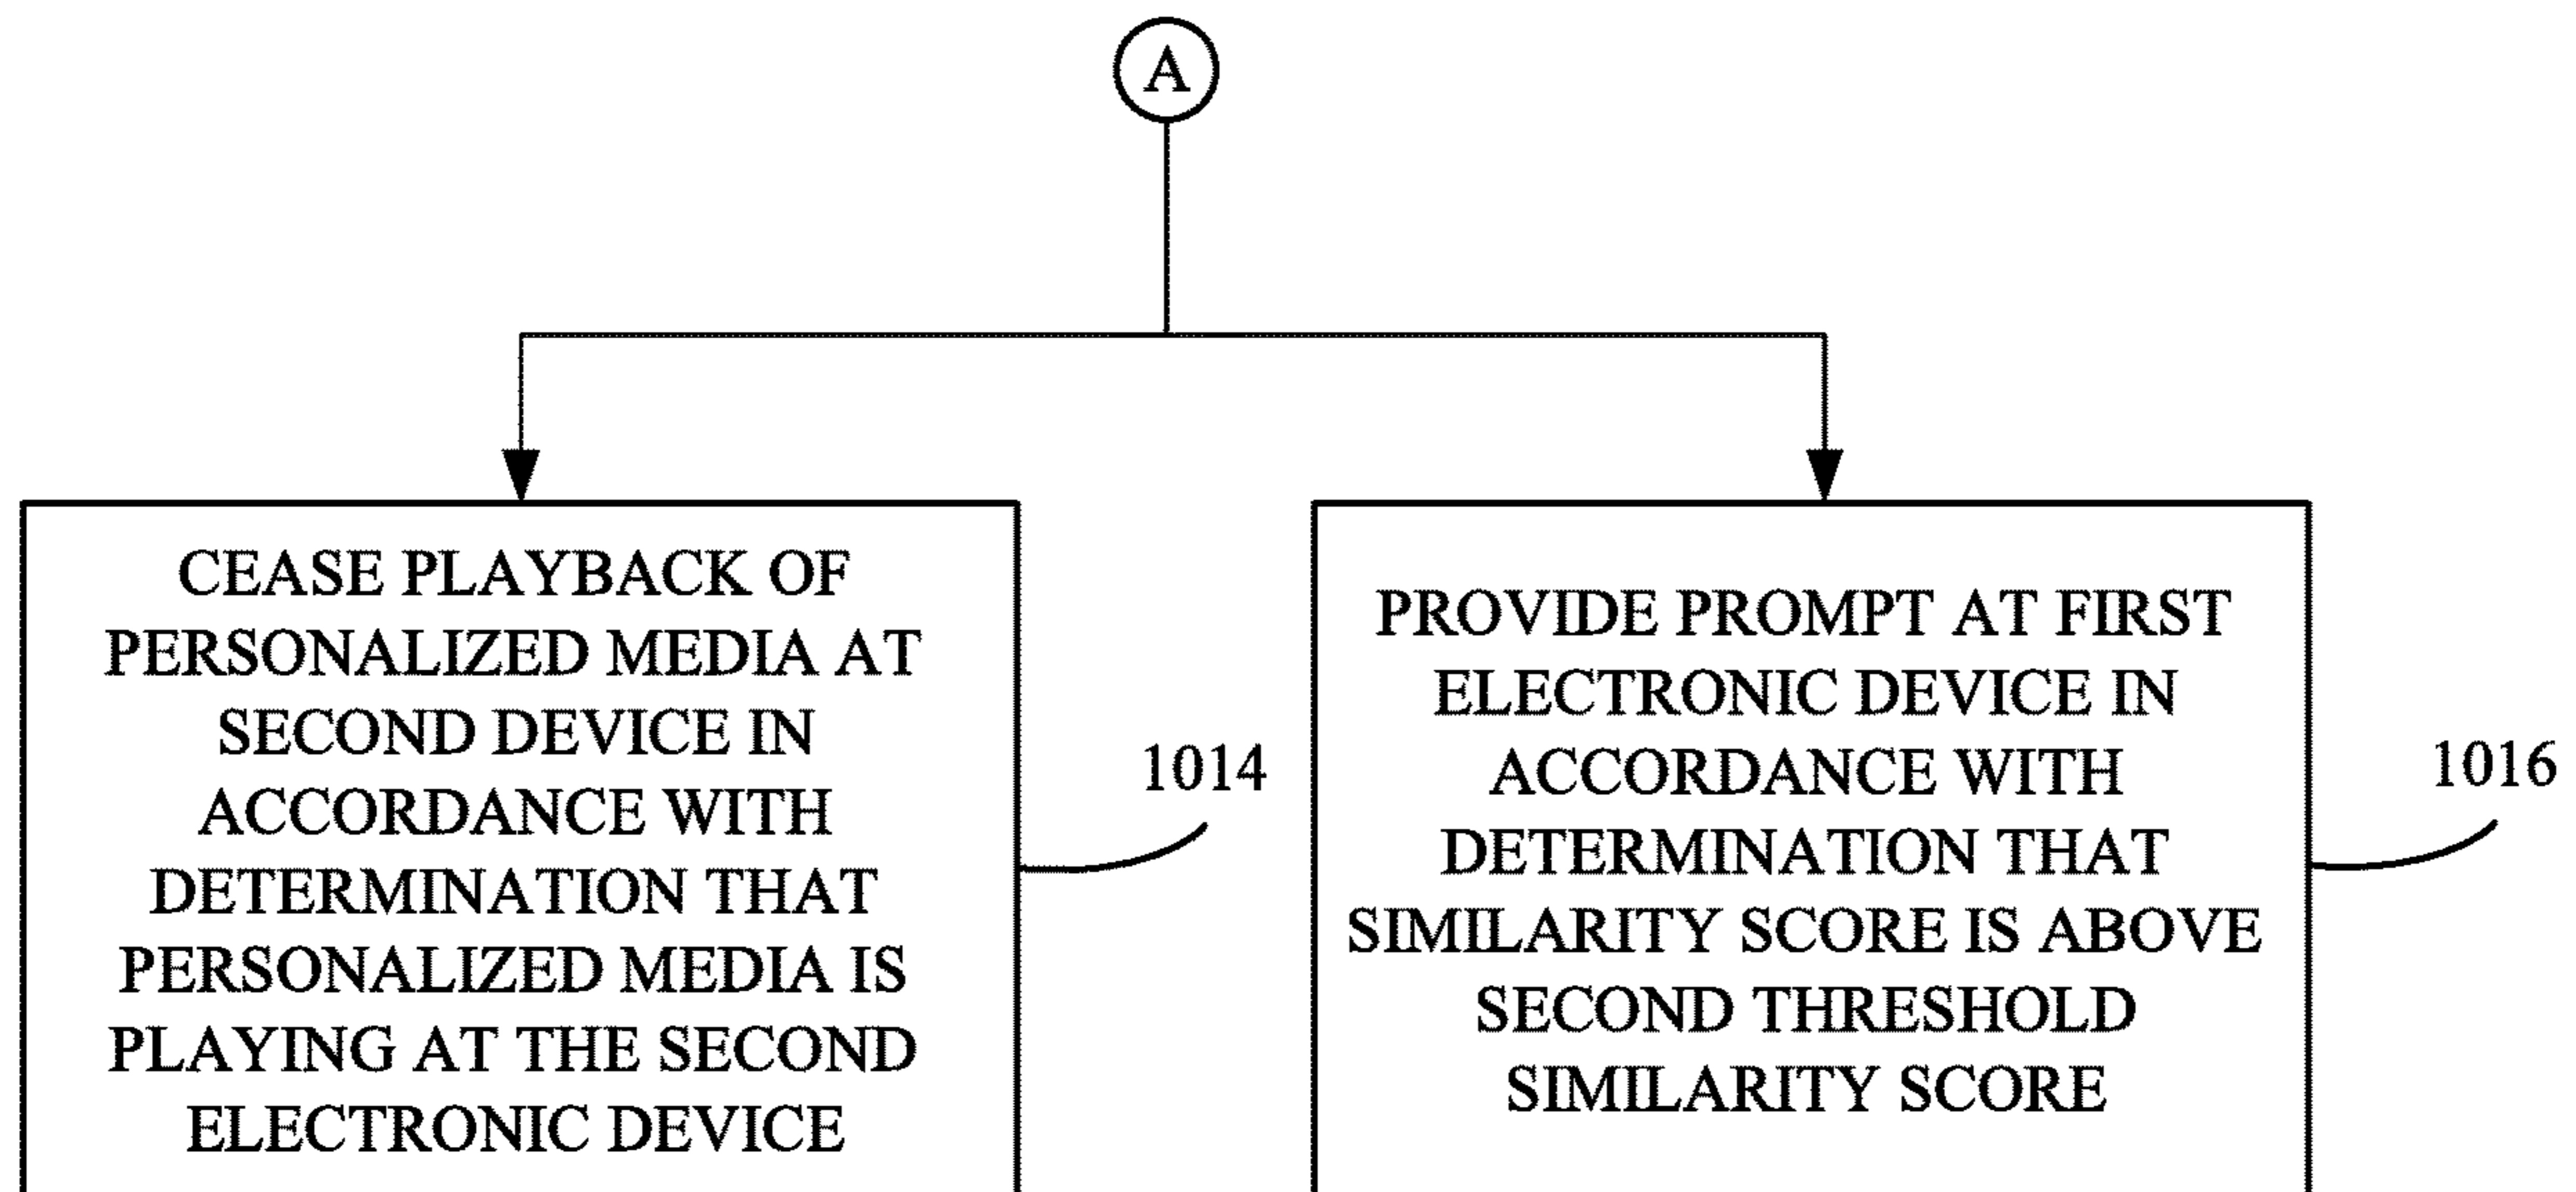 A
CEASE PLAYBACK OF
PERSONALIZED MEDIA AT
SECOND DEVICE IN
ACCORDANCE WITH
DETERMINATION THAT
PERSONALIZED MEDIA IS
PLAYING AT THE SECOND
ELECTRONIC DEVICE
1014
PROVIDE PROMPT AT FIRST
ELECTRONIC DEVICE IN
ACCORDANCE WITH
DETERMINATION THAT
SIMILARITY SCORE IS ABOVE
SECOND THRESHOLD
SIMILARITY SCORE
1016